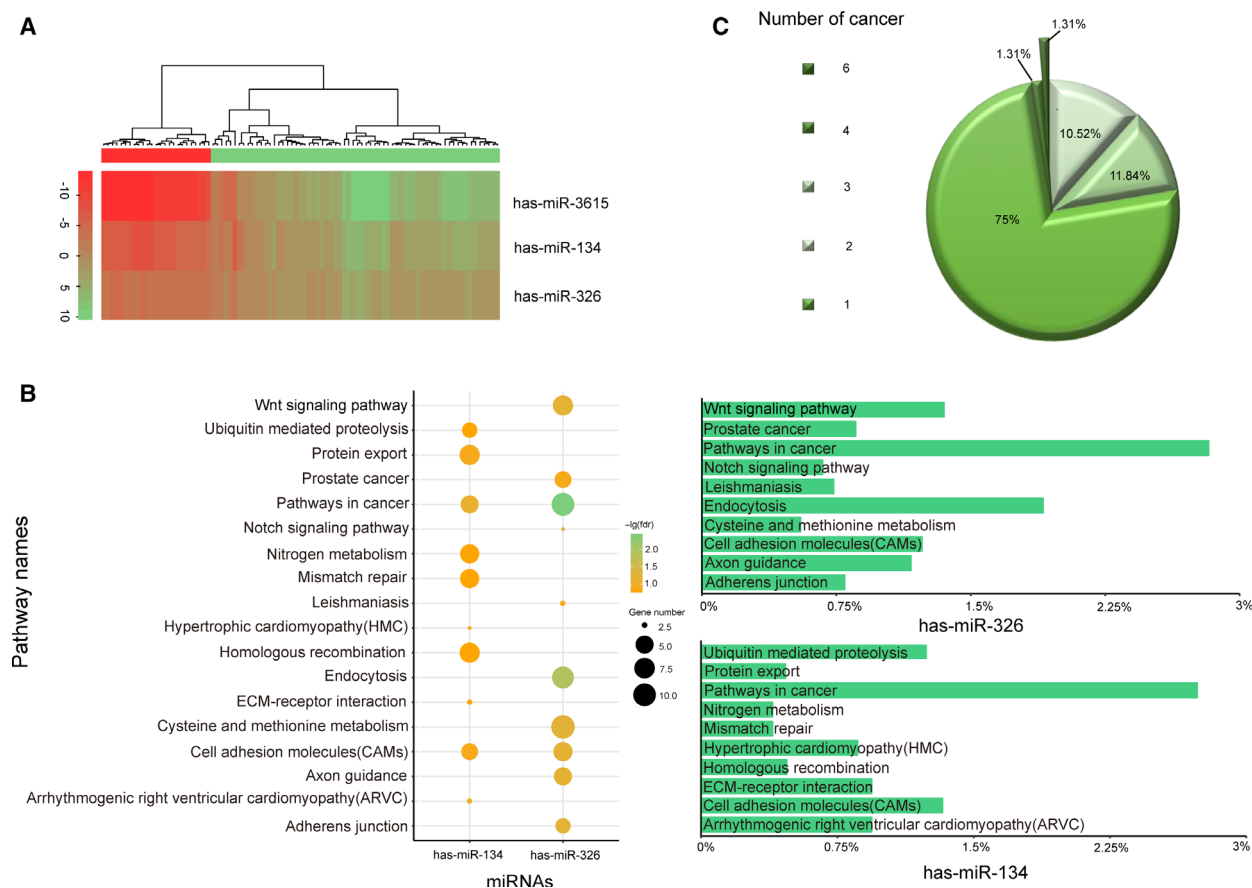 A
-10
-5
0
5
10
has-miR-3615
has-miR-134
has-miR-326
C
Number of cancer
6
4
3
2
1
1.31%
1.31%
10.52%
11.84%
75%
B
Pathway names
Wnt signaling pathway
Ubiquitin mediated proteolysis
Protein export
Prostate cancer
Pathways in cancer
Notch signaling pathway
Nitrogen metabolism
Mismatch repair
Leishmaniasis
Hypertrophic cardiomyopathy(HMC)
Homologous recombination
Endocytosis
ECM-receptor interaction
Cysteine and methionine metabolism
Cell adhesion molecules(CAMs)
Axon guidance
Arrhythmogenic right ventricular cardiomyopathy(ARVC)
Adherens junction
has-miR-134
has-miR-326
miRNAs
−lg(fdr)
2.0
1.5
1.0
Gene number
2.5
5.0
7.5
10.0
Wnt signaling pathway
Prostate cancer
Pathways in cancer
Notch signaling pathway
Leishmaniasis
Endocytosis
Cysteine and methionine metabolism
Cell adhesion molecules(CAMs)
Axon guidance
Adherens junction
0%
0.75%
1.5%
2.25%
3%
has-miR-326
Ubiquitin mediated proteolysis
Protein export
Pathways in cancer
Nitrogen metabolism
Mismatch repair
Hypertrophic cardiomyopathy(HMC)
Homologous recombination
ECM-receptor interaction
Cell adhesion molecules(CAMs)
Arrhythmogenic right ventricular cardiomyopathy(ARVC)
0%
0.75%
1.5%
2.25%
3%
has-miR-134